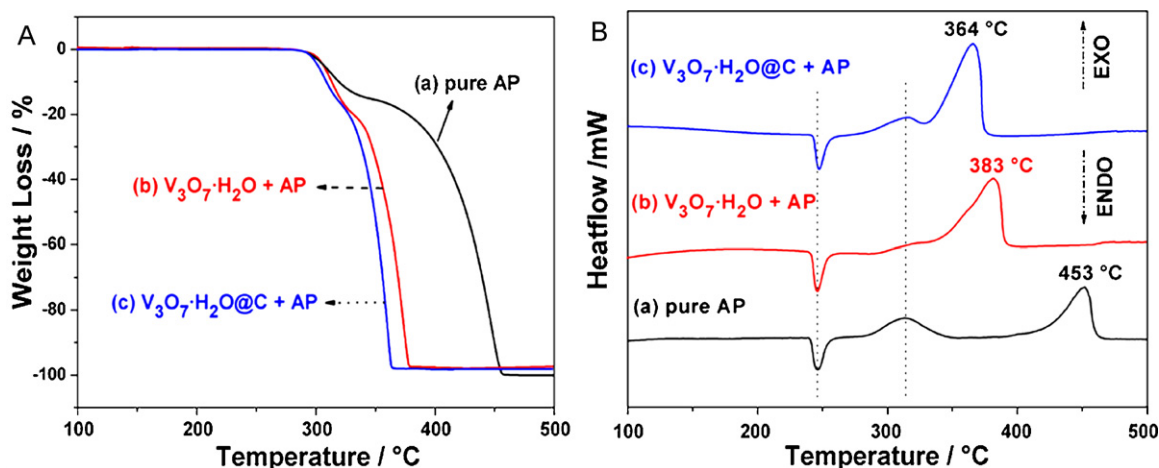 A
0
-20
-40
-60
-80
-100
100
200
300
400
500
Weight Loss / %
Temperature / °C
(a) pure AP
(b) V₃O₇·H₂O + AP
(c) V₃O₇·H₂O@C + AP
B
Heatflow /mW
364 °C
EXO
(c) V₃O₇·H₂O@C + AP
383 °C
ENDO
(b) V₃O₇·H₂O + AP
453 °C
(a) pure AP
100
200
300
400
500
Temperature / °C